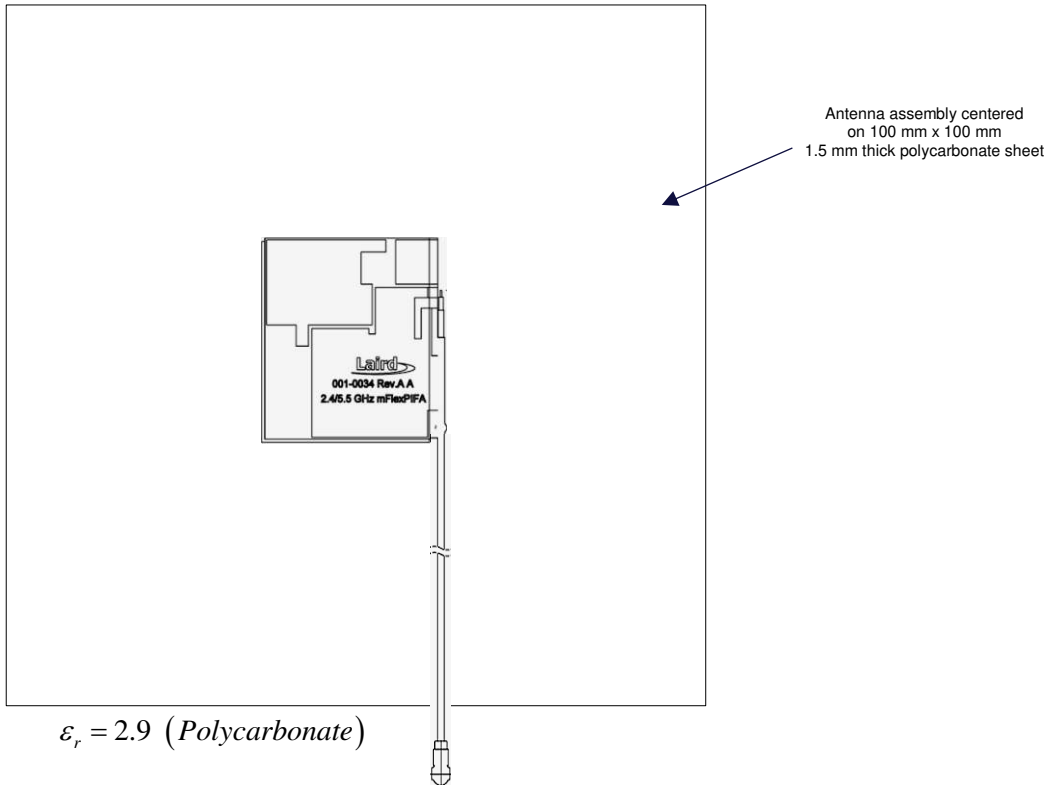 Antenna assembly centered
on 100 mm x 100 mm
1.5 mm thick polycarbonate sheet
Laird
001-0034 Rev.A A
2.4/5.5 GHz mFlexPIFA
εr = 2.9 (Polycarbonate)